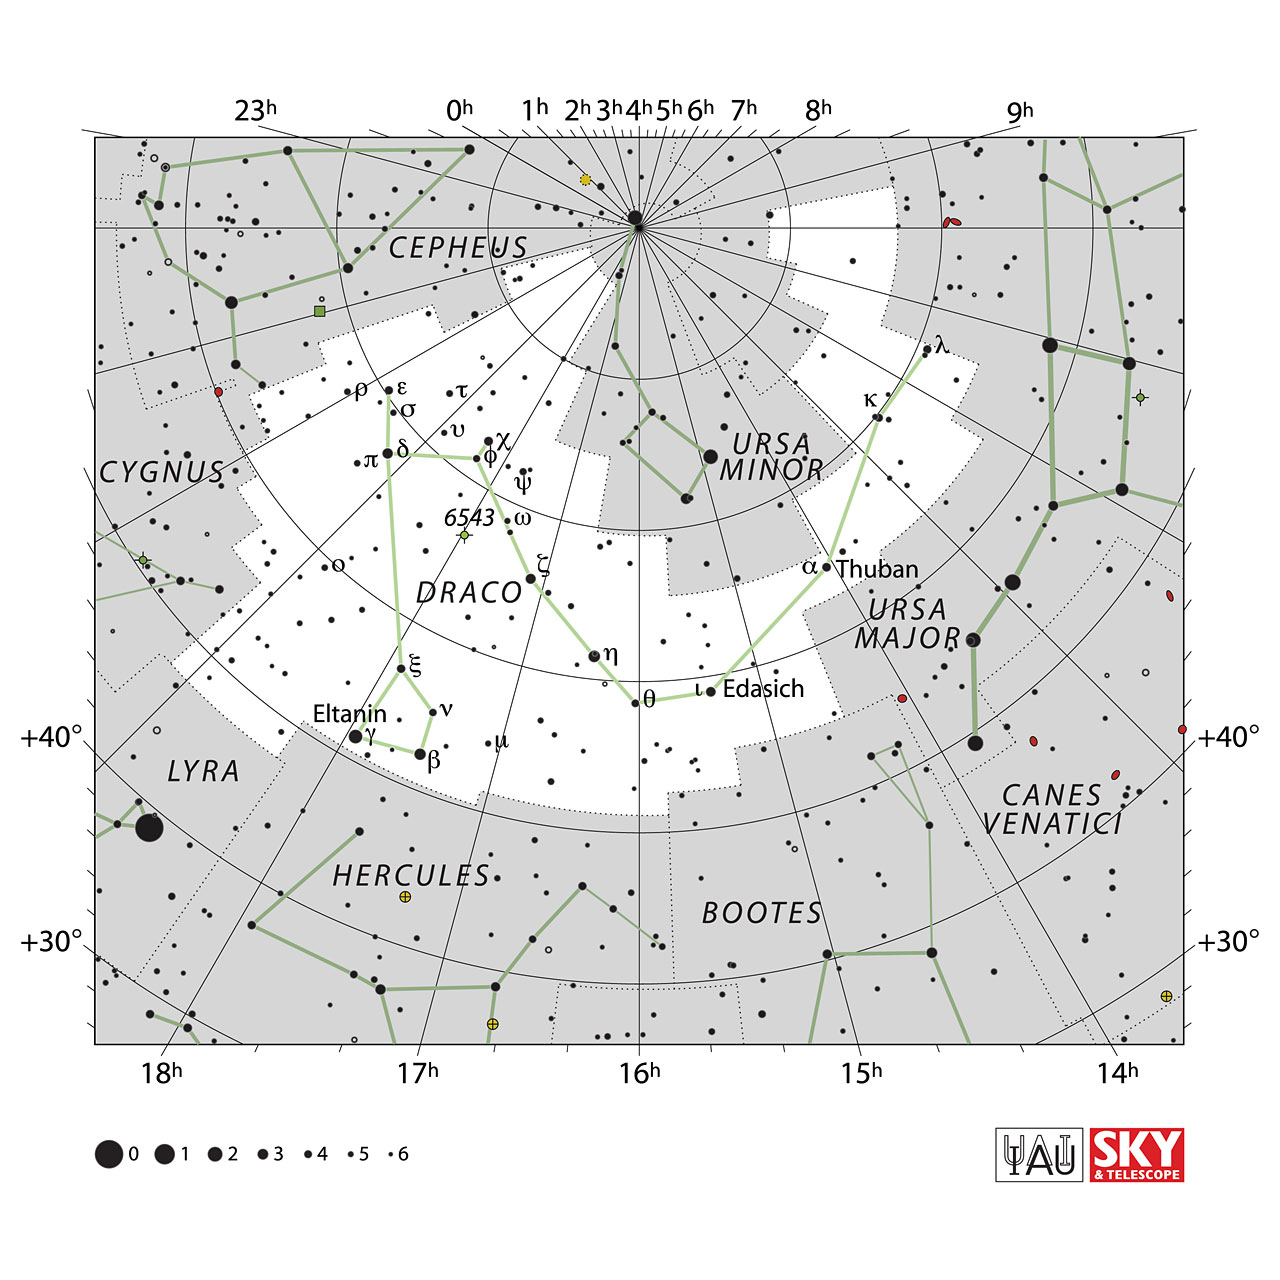 23h 0h 1h 2h 3h 4h 5h 6h 7h 8h 9h
CEPHEUS
λ
ρ ε τ κ
σ
υ χ URSA
π δ ϕ MINOR
CYGNUS ψ
6543 ω
ο ζ α Thuban
DRACO URSA
MAJOR
η
ξ θ ι Edasich
Eltanin ν
γ μ
+40° β +40°
LYRA
CANES
VENATICI
HERCULES
BOOTES
+30° +30°
18h 17h 16h 15h 14h
0 1 2 3 4 5 6
IAU
SKY
& TELESCOPE